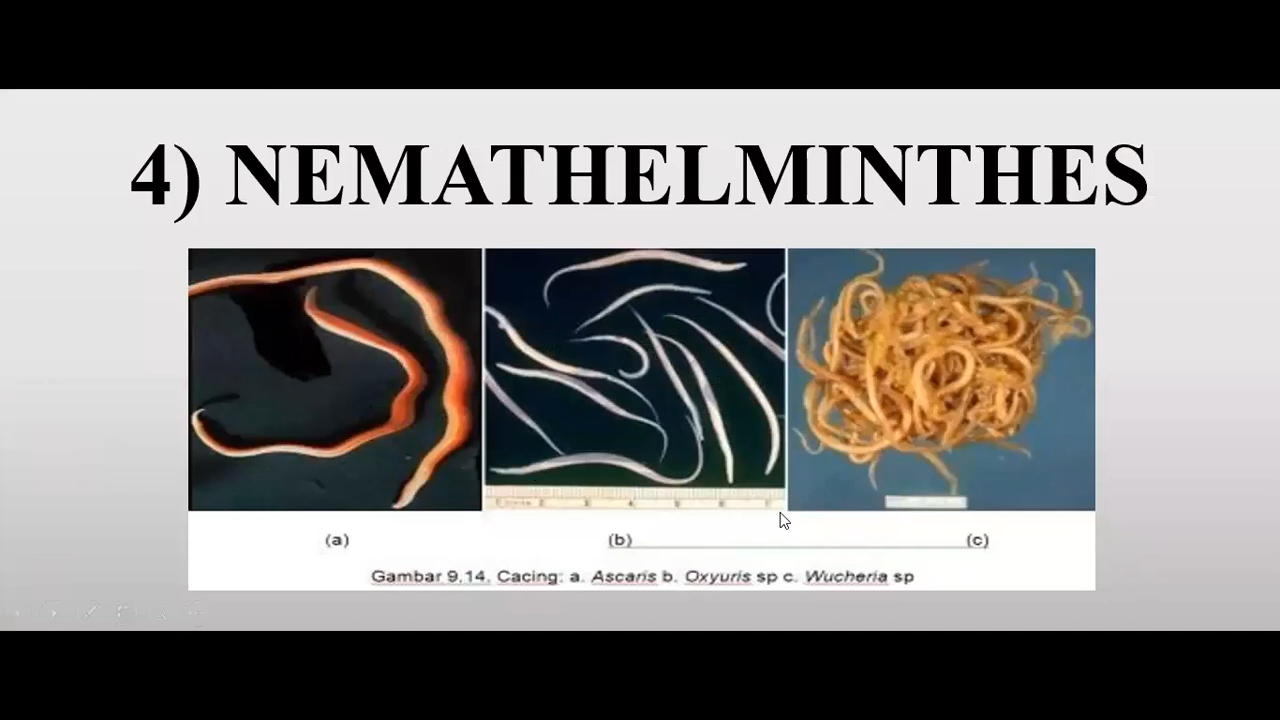 4) NEMATHELMINTHES
(a) (b) (c)
Gambar 9.14. Cacing: a. Ascaris b. Oxyuris sp c. Wucheria sp